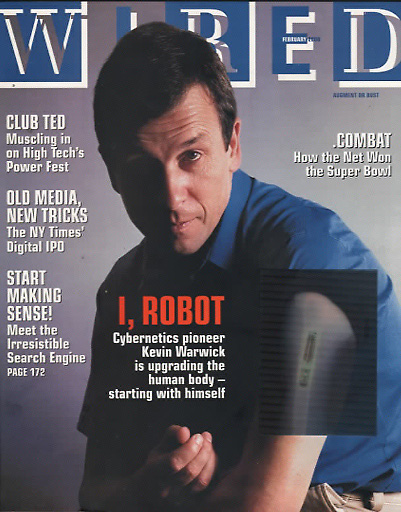 WIRED
FEBRUARY 2000
AUGMENT OR BUST
CLUB TED
Muscling in
on High Tech's
Power Fest
.COMBAT
How the Net Won
the Super Bowl
OLD MEDIA,
NEW TRICKS
The NY Times'
Digital IPO
START
MAKING
SENSE!
Meet the
Irresistible
Search Engine
PAGE 172
I, ROBOT
Cybernetics pioneer
Kevin Warwick
is upgrading the
human body –
starting with himself